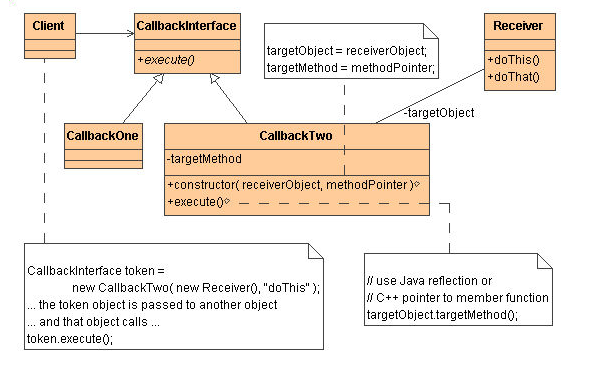 Client
CallbackInterface
+execute()
targetObject = receiverObject;
targetMethod = methodPointer;
Receiver
+doThis()
+doThat()
-targetObject
CallbackOne
CallbackTwo
-targetMethod
+constructor( receiverObject, methodPointer )
+execute()
CallbackInterface token =
new CallbackTwo( new Receiver(), "doThis" );
... the token object is passed to another object
... and that object calls ...
token.execute();
// use Java reflection or
// C++ pointer to member function
targetObject.targetMethod();